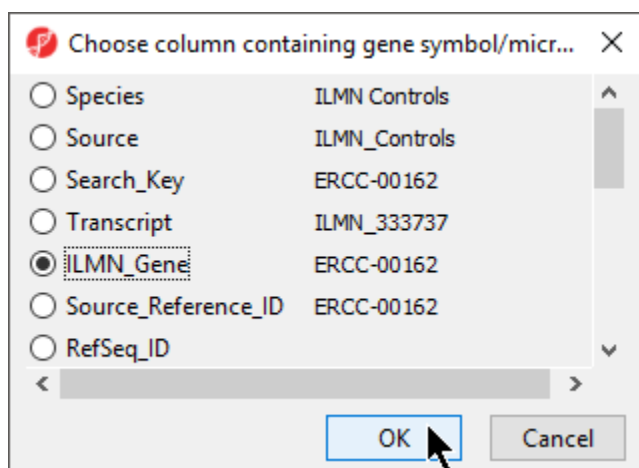 Choose column containing gene symbol/micr...
Species ILMN Controls
Source ILMN_Controls
Search_Key ERCC-00162
Transcript ILMN_333737
ILMN_Gene ERCC-00162
Source_Reference_ID ERCC-00162
RefSeq_ID
OK Cancel